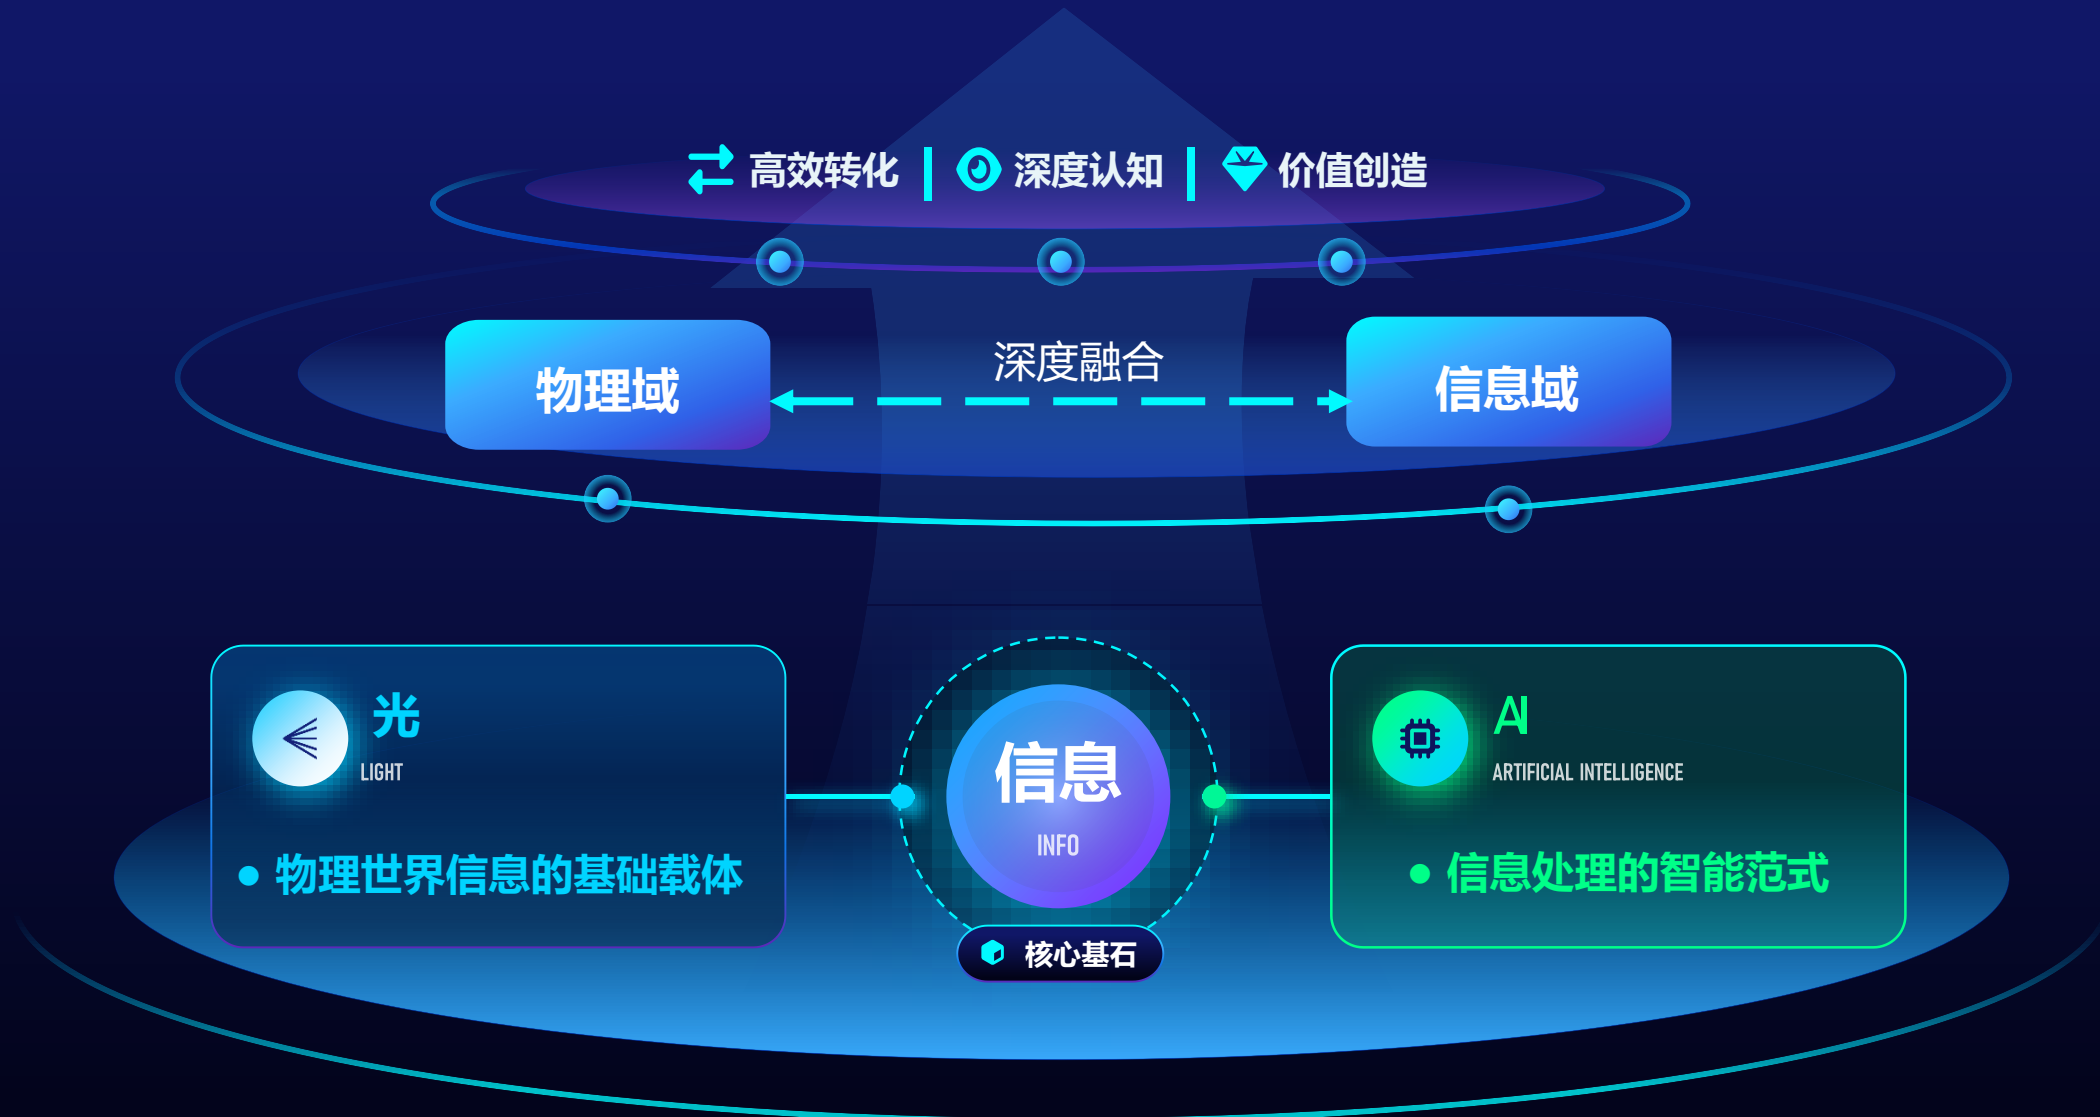 高效转化
深度认知
价值创造
物理域
深度融合
信息域
光
LIGHT
物理世界信息的基础载体
信息
INFO
核心基石
AI
ARTIFICIAL INTELLIGENCE
信息处理的智能范式